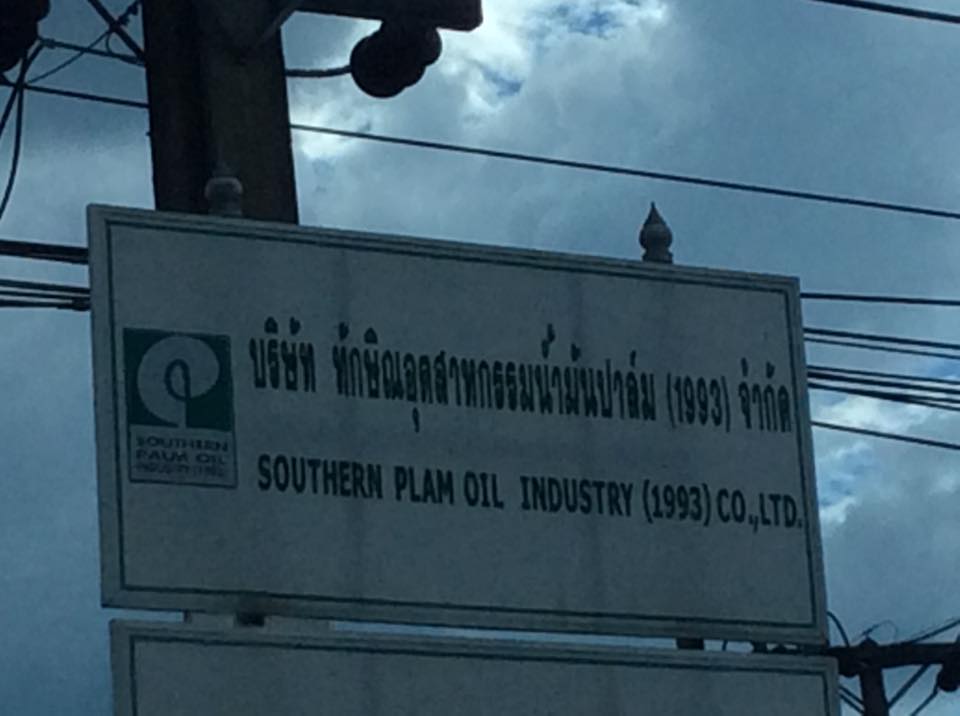 บริษัท ทักษิณอุตสาหกรรมน้ำมันปาล์ม (1993) จำกัด
SOUTHERN PLAM OIL INDUSTRY (1993) CO.,LTD.
SOUTHERN
PALM OIL